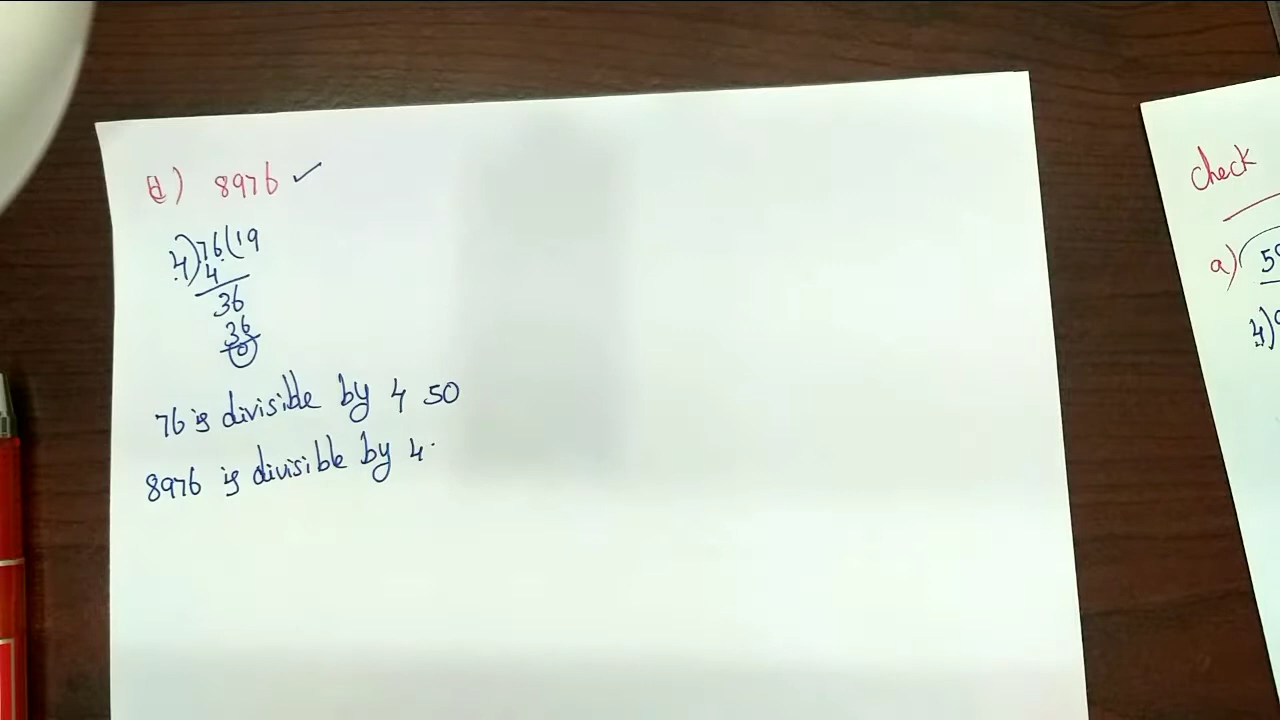 d) 8976 ✓
4)76(19
4
36
36
0
76 is divisible by 4 so
8976 is divisible by 4.
check
a)
4)